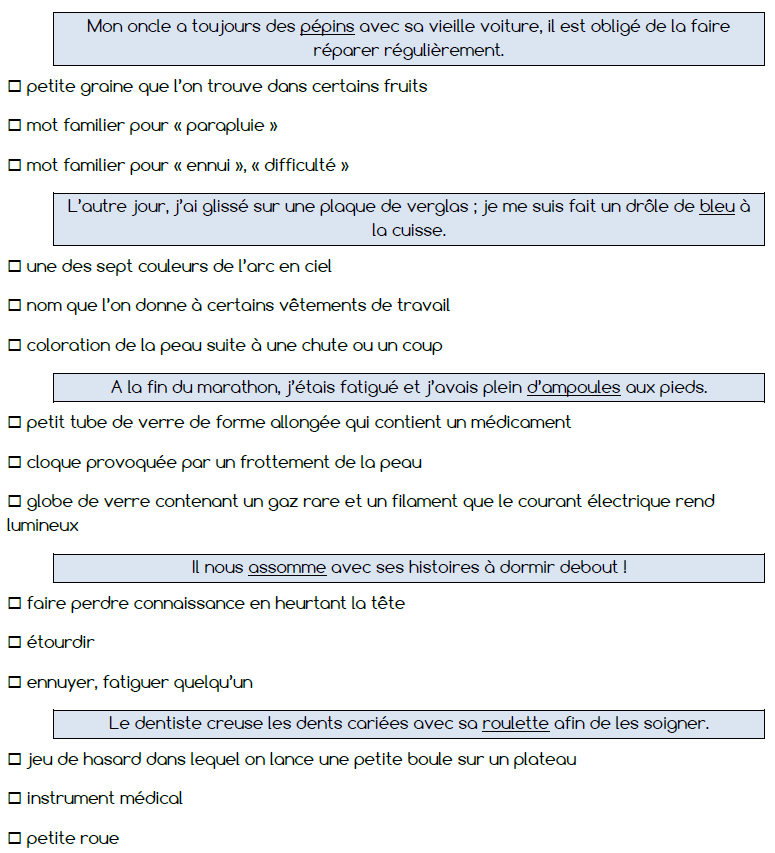 Mon oncle a toujours des pépins avec sa vieille voiture, il est obligé de la faire
réparer régulièrement.
□ petite graine que l'on trouve dans certains fruits
□ mot familier pour « parapluie »
□ mot familier pour « ennui », « difficulté »
L'autre jour, j'ai glissé sur une plaque de verglas ; je me suis fait un drôle de bleu à
la cuisse.
□ une des sept couleurs de l'arc en ciel
□ nom que l'on donne à certains vêtements de travail
□ coloration de la peau suite à une chute ou un coup
A la fin du marathon, j'étais fatigué et j'avais plein d'ampoules aux pieds.
□ petit tube de verre de forme allongée qui contient un médicament
□ cloque provoquée par un frottement de la peau
□ globe de verre contenant un gaz rare et un filament que le courant électrique rend
lumineux
Il nous assomme avec ses histoires à dormir debout !
□ faire perdre connaissance en heurtant la tête
□ étourdir
□ ennuyer, fatiguer quelqu'un
Le dentiste creuse les dents cariées avec sa roulette afin de les soigner.
□ jeu de hasard dans lequel on lance une petite boule sur un plateau
□ instrument médical
□ petite roue